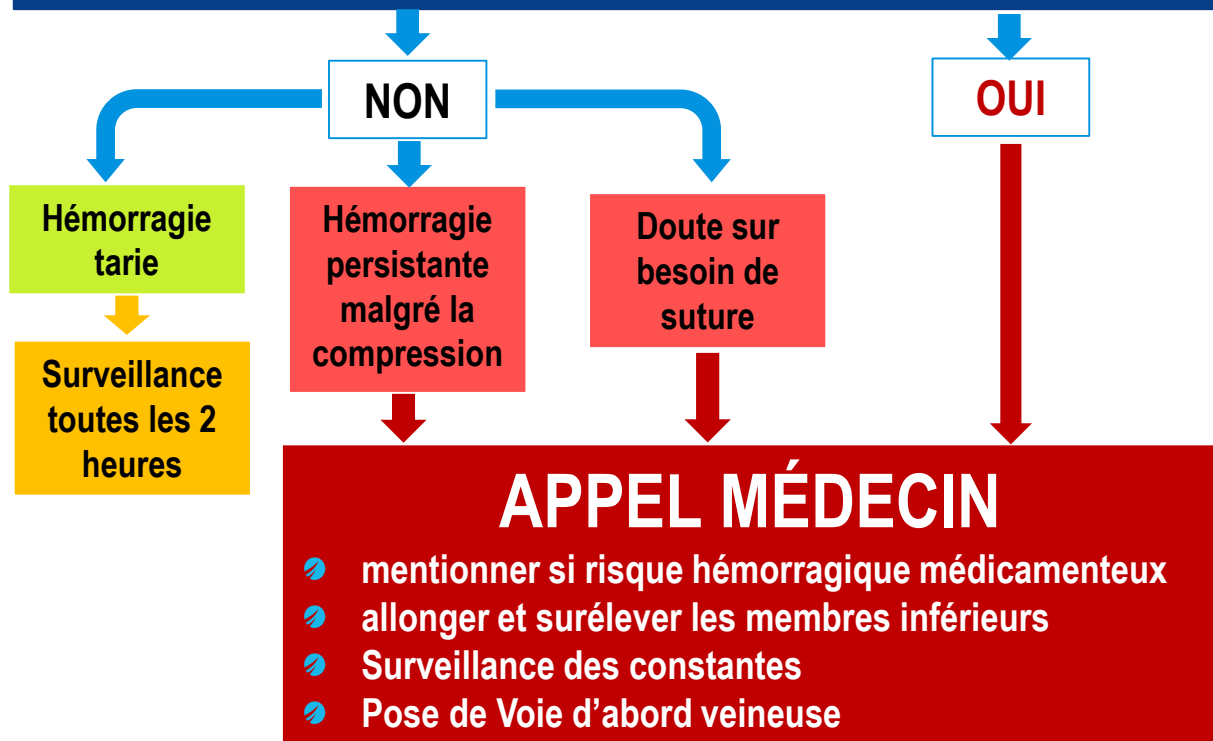 NON
OUI
Hémorragie
tarie
Hémorragie
persistante
malgré la
compression
Doute sur
besoin de
suture
Surveillance
toutes les 2
heures
APPEL MÉDECIN
mentionner si risque hémorragique médicamenteux
allonger et surélever les membres inférieurs
Surveillance des constantes
Pose de Voie d'abord veineuse